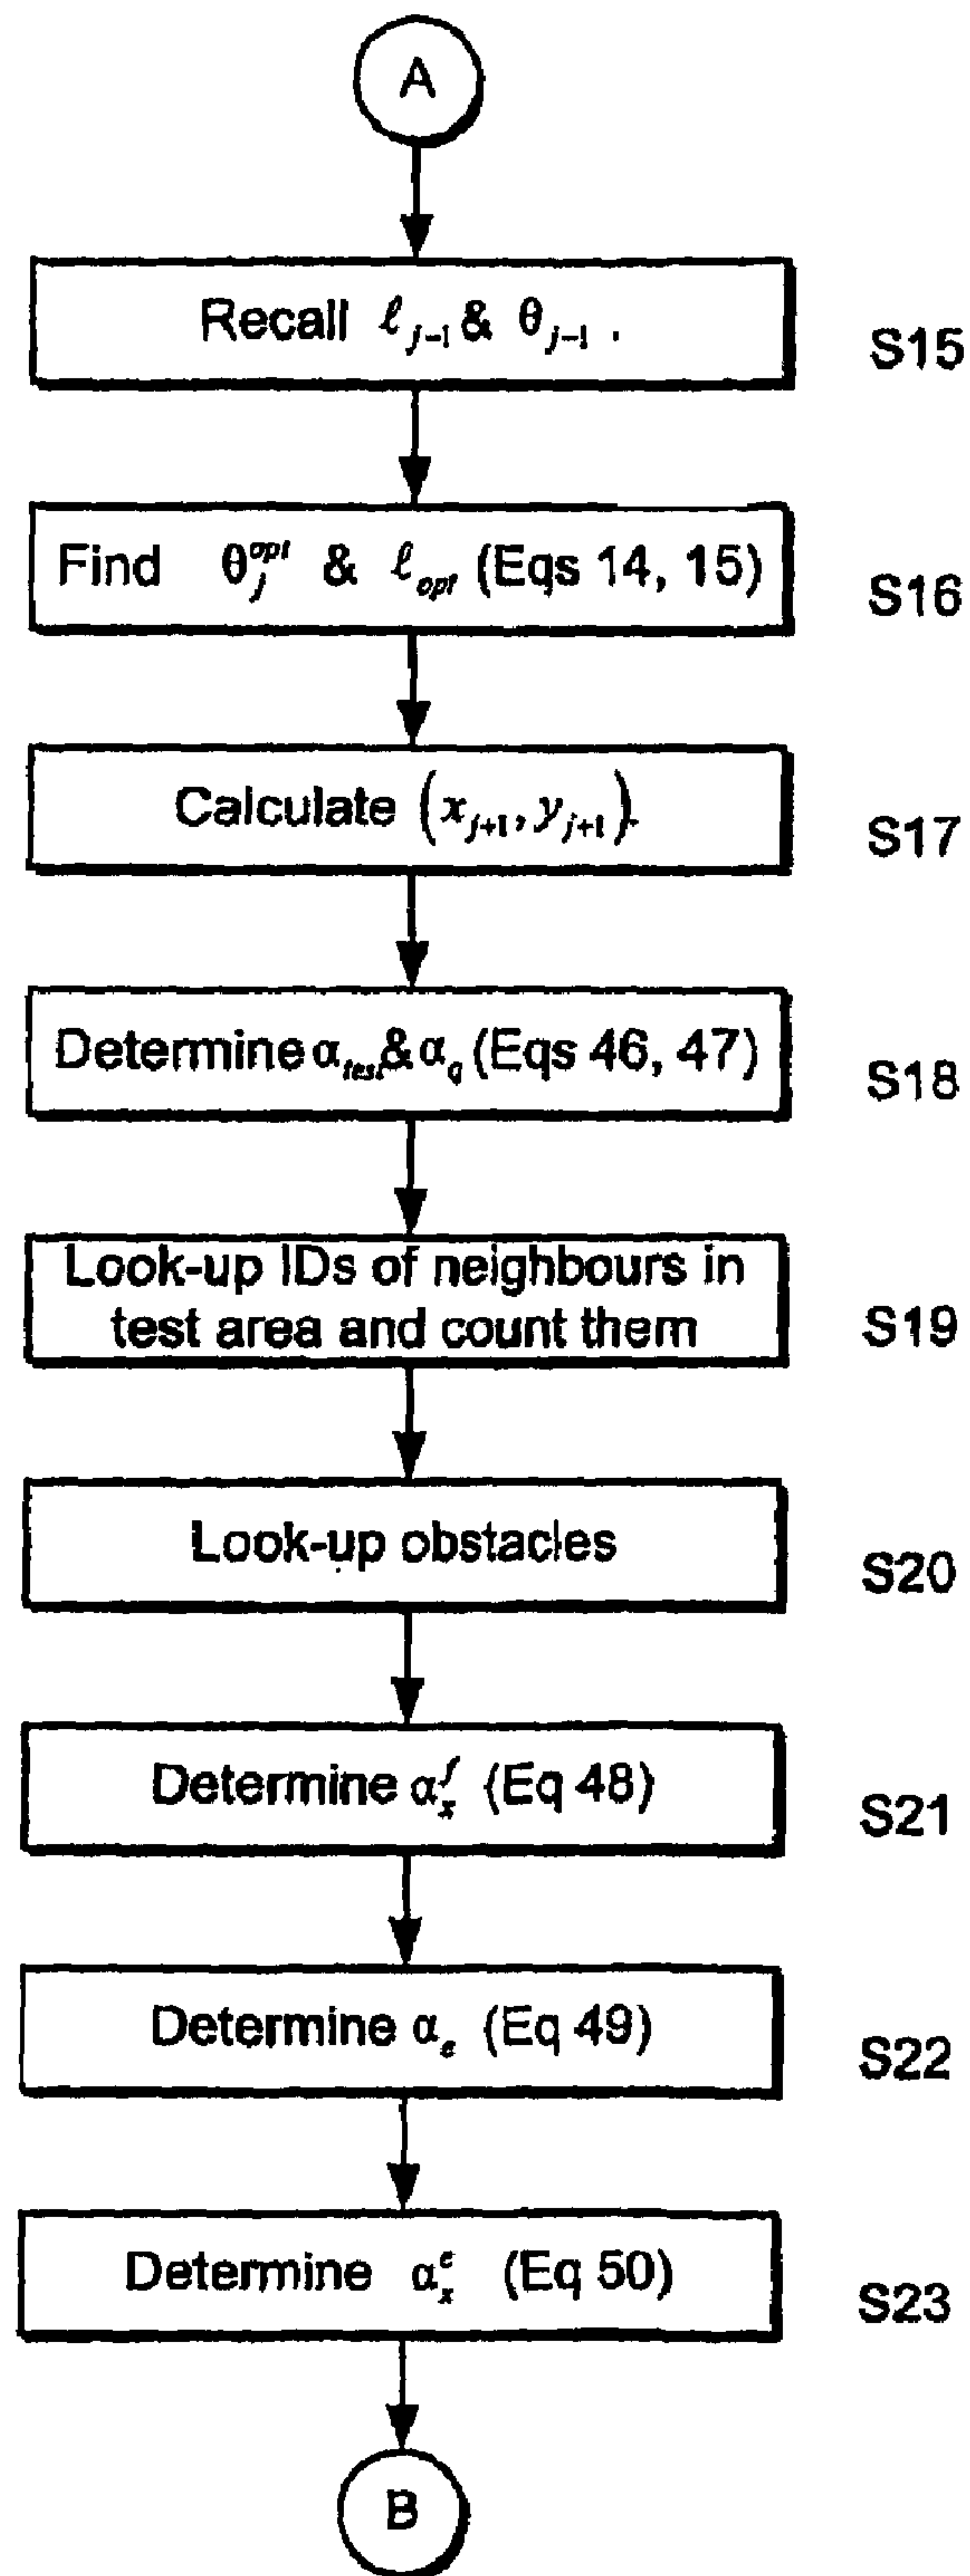 A
Recall ℓ_{j-1} & θ_{j-1} .
S15
Find θ_j^{opt} & ℓ_{opt} (Eqs 14, 15)
S16
Calculate (x_{j+1}, y_{j+1}).
S17
Determine α_{test} & α_q (Eqs 46, 47)
S18
Look-up IDs of neighbours in
test area and count them
S19
Look-up obstacles
S20
Determine α_x^f (Eq 48)
S21
Determine α_e (Eq 49)
S22
Determine α_x^e (Eq 50)
S23
B